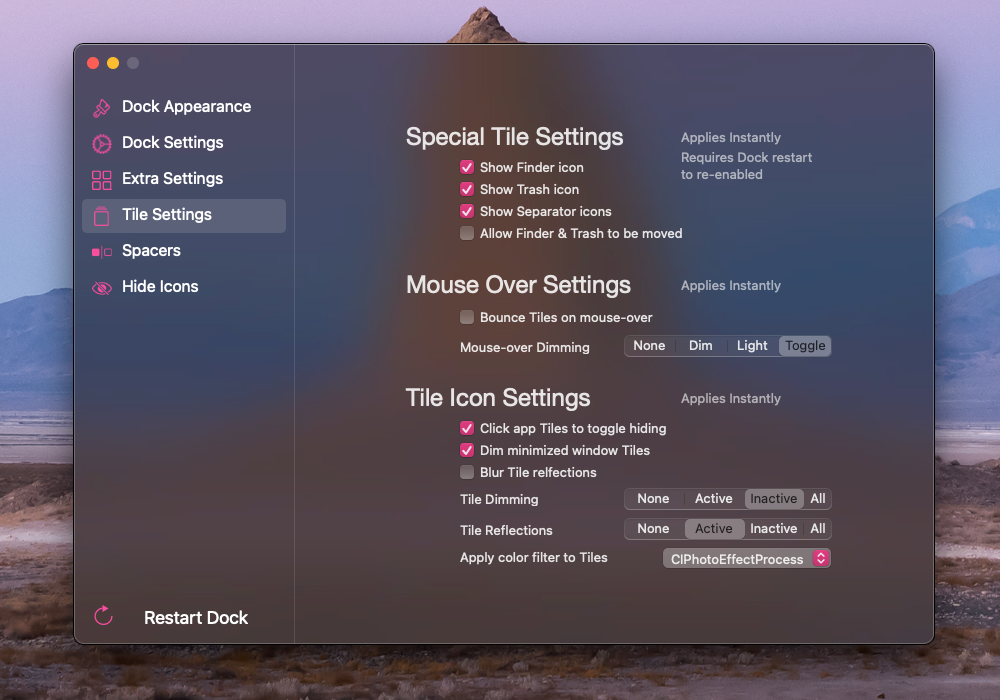 Dock Appearance
Dock Settings
Extra Settings
Tile Settings
Spacers
Hide Icons
Restart Dock
Special Tile Settings
Applies Instantly
Requires Dock restart
to re-enabled
Show Finder icon
Show Trash icon
Show Separator icons
Allow Finder & Trash to be moved
Mouse Over Settings
Applies Instantly
Bounce Tiles on mouse-over
Mouse-over Dimming None Dim Light Toggle
Tile Icon Settings
Applies Instantly
Click app Tiles to toggle hiding
Dim minimized window Tiles
Blur Tile relfections
Tile Dimming None Active Inactive All
Tile Reflections None Active Inactive All
Apply color filter to Tiles CIPhotoEffectProcess